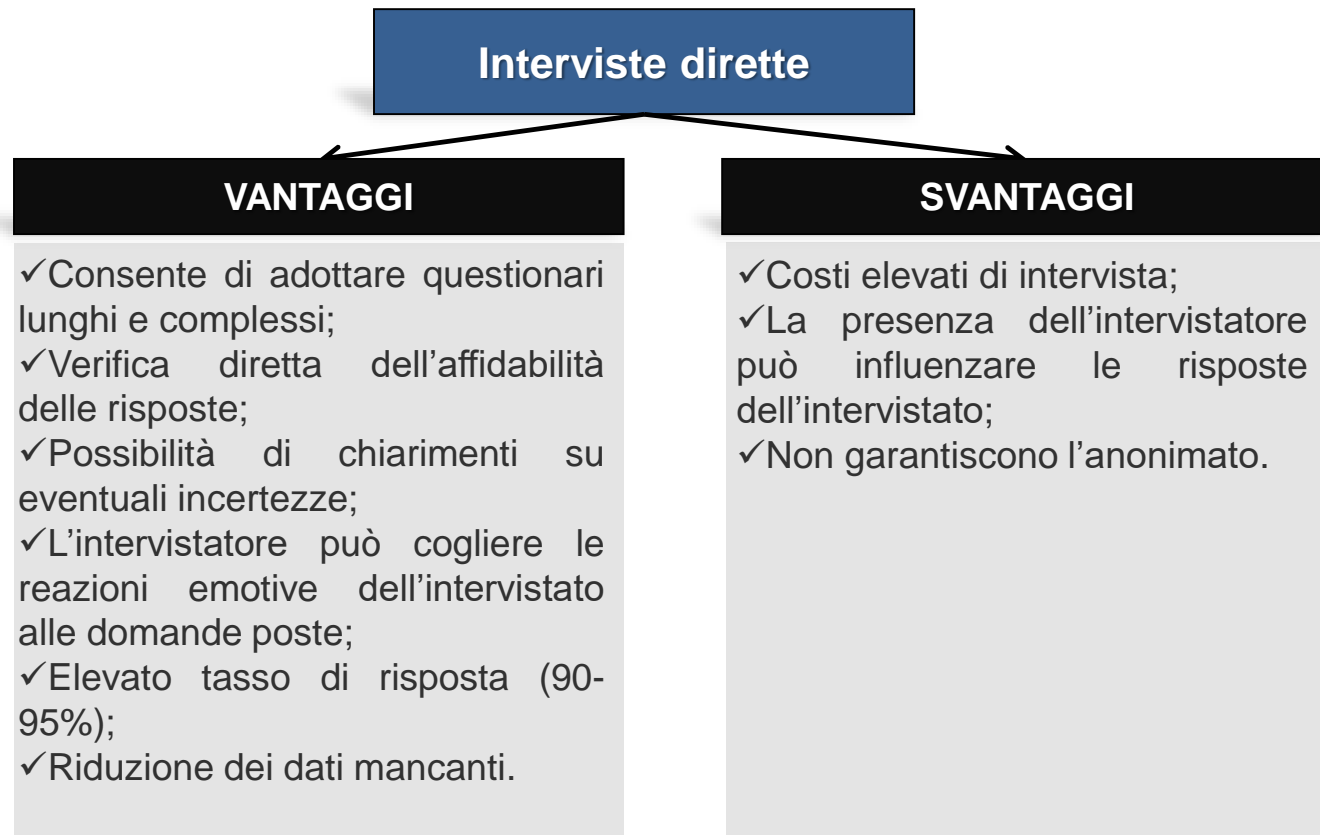 Interviste dirette
VANTAGGI
✓Consente di adottare questionari
lunghi e complessi;
✓Verifica diretta dell’affidabilità
delle risposte;
✓Possibilità di chiarimenti su
eventuali incertezze;
✓L’intervistatore può cogliere le
reazioni emotive dell’intervistato
alle domande poste;
✓Elevato tasso di risposta (90-
95%);
✓Riduzione dei dati mancanti.
SVANTAGGI
✓Costi elevati di intervista;
✓La presenza dell’intervistatore
può influenzare le risposte
dell’intervistato;
✓Non garantiscono l’anonimato.